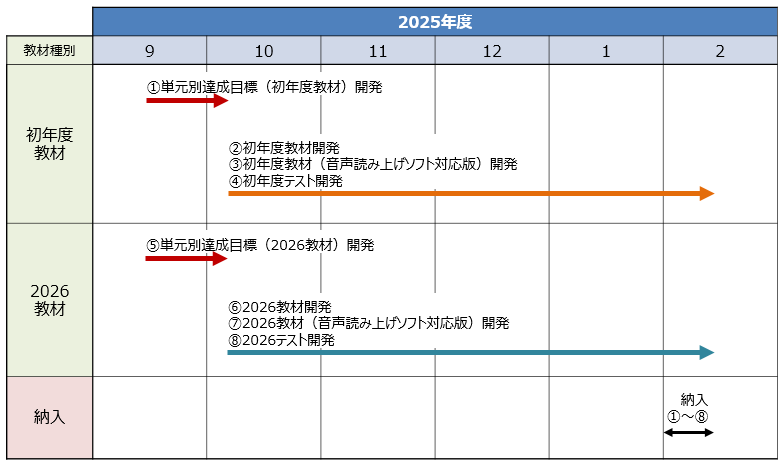 2025年度
教材種別
9
10
11
12
1
2
初年度
教材
①単元別達成目標（初年度教材）開発
②初年度教材開発
③初年度教材（音声読み上げソフト対応版）開発
④初年度テスト開発
2026
教材
⑤単元別達成目標（2026教材）開発
⑥2026教材開発
⑦2026教材（音声読み上げソフト対応版）開発
⑧2026テスト開発
納入
納入
①～⑧